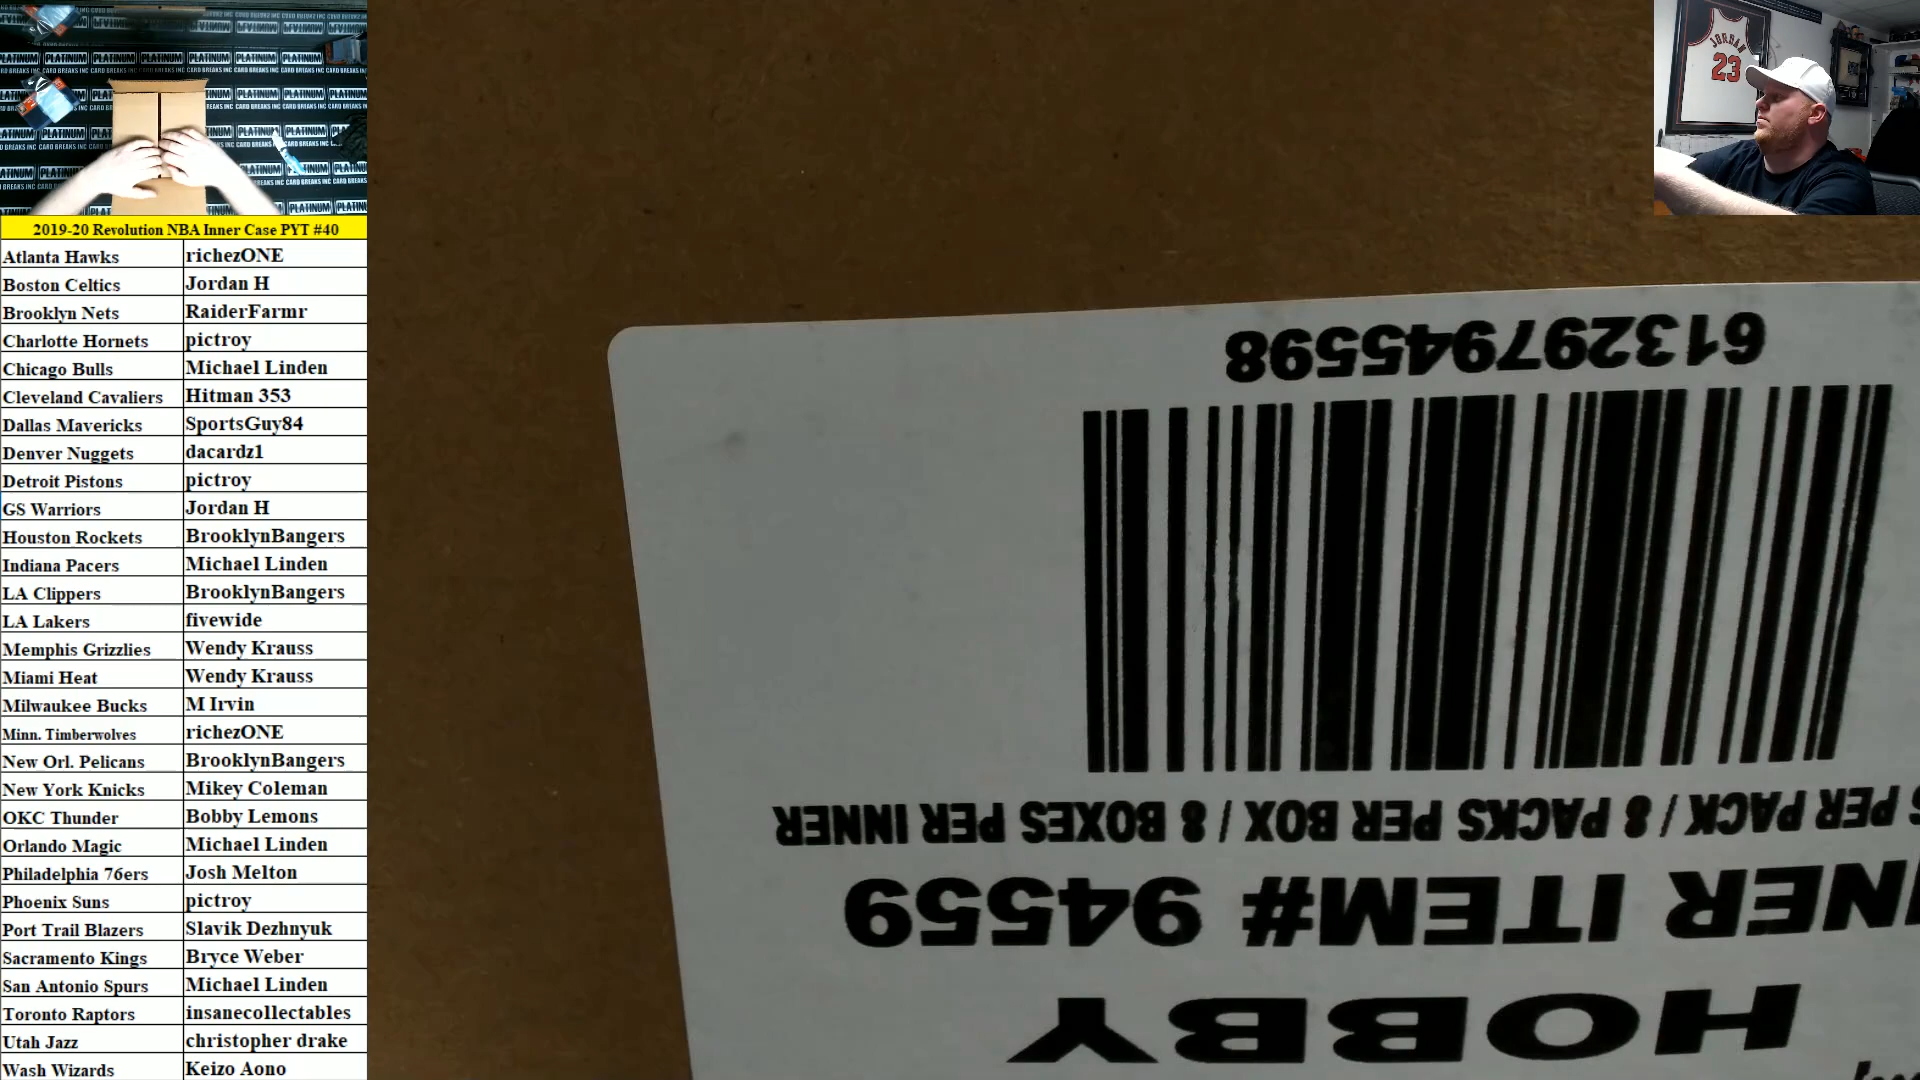 PLATINUM
CARD BREAKS INC
JORDAN
23
2019-20 Revolution NBA Inner Case PYT #40
Atlanta Hawks richezONE
Boston Celtics Jordan H
Brooklyn Nets RaiderFarmr
Charlotte Hornets pictroy
Chicago Bulls Michael Linden
Cleveland Cavaliers Hitman 353
Dallas Mavericks SportsGuy84
Denver Nuggets dacardz1
Detroit Pistons pictroy
GS Warriors Jordan H
Houston Rockets BrooklynBangers
Indiana Pacers Michael Linden
LA Clippers BrooklynBangers
LA Lakers fivewide
Memphis Grizzlies Wendy Krauss
Miami Heat Wendy Krauss
Milwaukee Bucks M Irvin
Minn. Timberwolves richezONE
New Orl. Pelicans BrooklynBangers
New York Knicks Mikey Coleman
OKC Thunder Bobby Lemons
Orlando Magic Michael Linden
Philadelphia 76ers Josh Melton
Phoenix Suns pictroy
Port Trail Blazers Slavik Dezhnyuk
Sacramento Kings Bryce Weber
San Antonio Spurs Michael Linden
Toronto Raptors insanecollectables
Utah Jazz christopher drake
Wash Wizards Keizo Aono
HOBBY
NER ITEM# 94559
PER PACK / 8 PACKS PER BOX / 8 BOXES PER INNER
613297945598